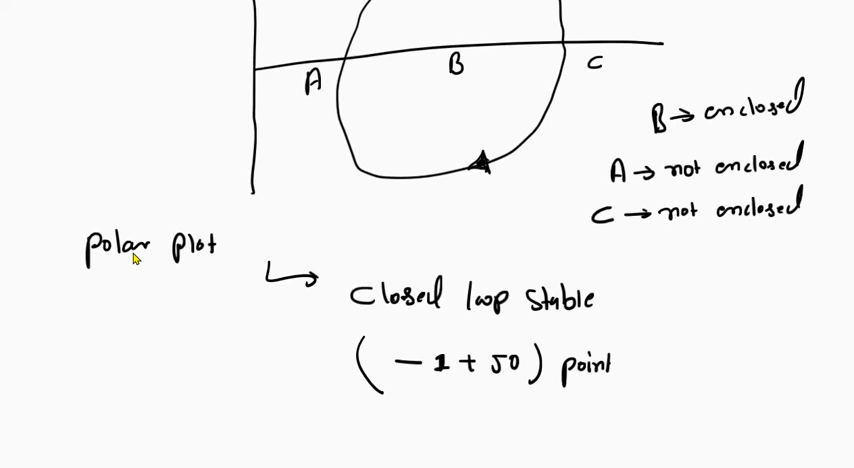 A B C
B → enclosed
A → not enclosed
C → not enclosed
polar plot
Closed loop stable
(-1 + j0) point